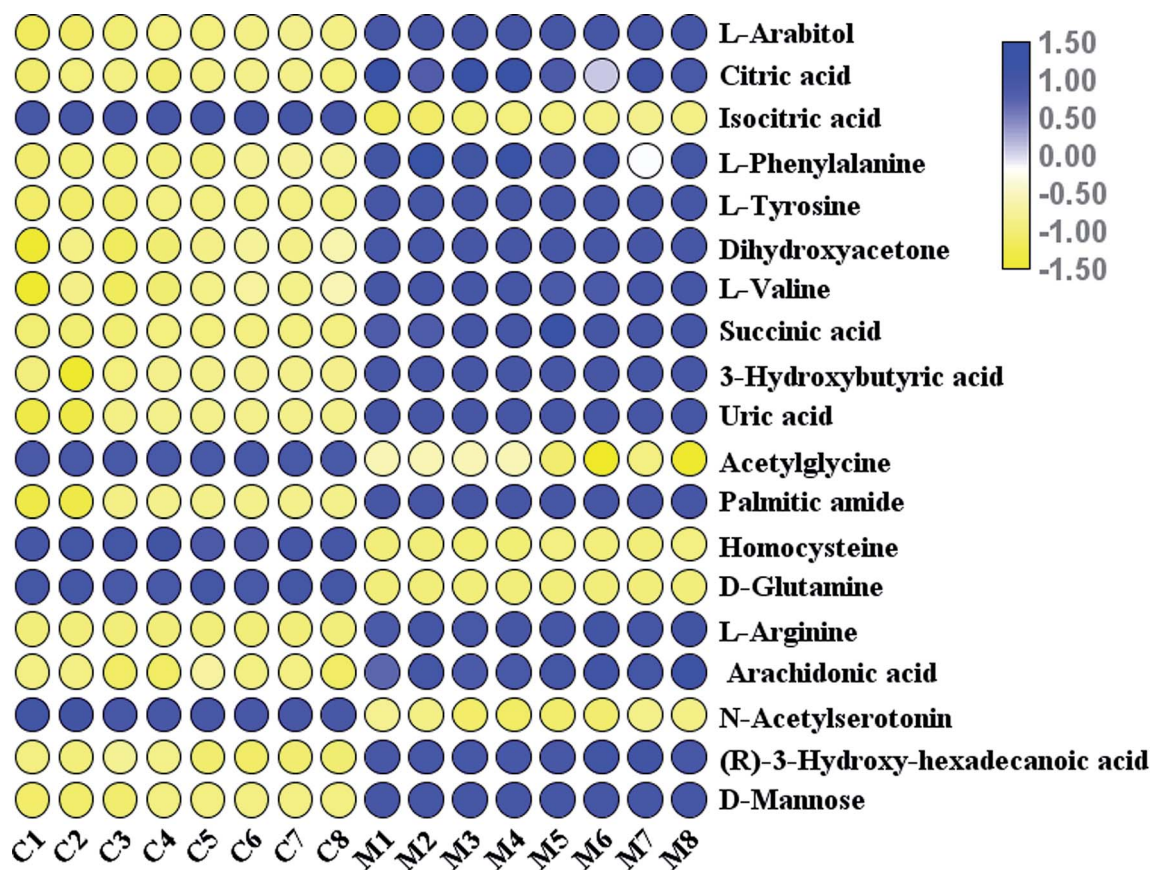 L-Arabitol
Citric acid
Isocitric acid
L-Phenylalanine
L-Tyrosine
Dihydroxyacetone
L-Valine
Succinic acid
3-Hydroxybutyric acid
Uric acid
Acetylglycine
Palmitic amide
Homocysteine
D-Glutamine
L-Arginine
Arachidonic acid
N-Acetylserotonin
(R)-3-Hydroxy-hexadecanoic acid
D-Mannose
1.50
1.00
0.50
0.00
-0.50
-1.00
-1.50
C1 C2 C3 C4 C5 C6 C7 C8 M1 M2 M3 M4 M5 M6 M7 M8